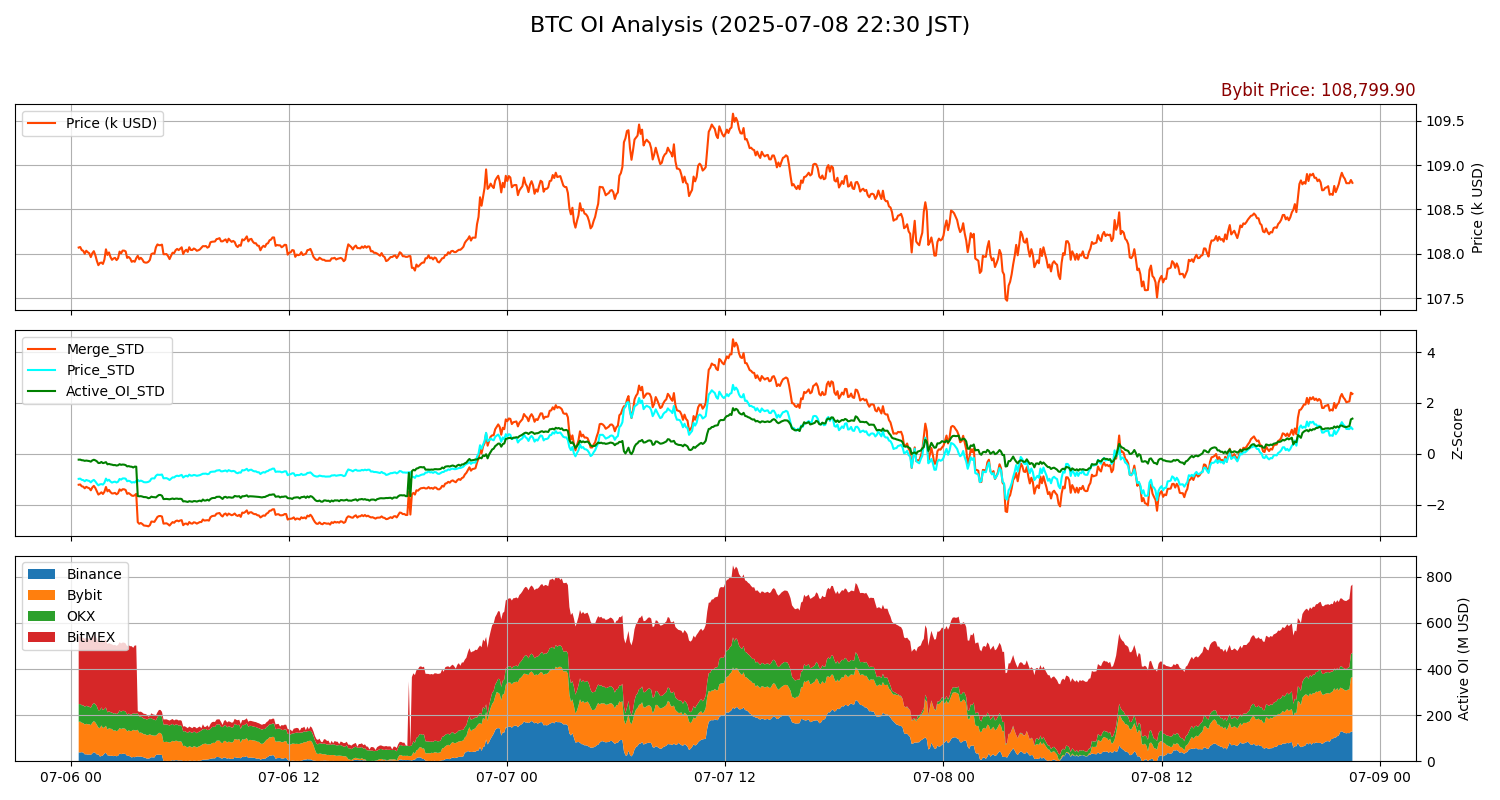 BTC OI Analysis (2025-07-08 22:30 JST)
Bybit Price: 108,799.90
Price (k USD)
109.5
109.0
108.5
108.0
107.5
Price (k USD)
Merge_STD
Price_STD
Active_OI_STD
4
2
0
−2
Z-Score
Binance
Bybit
OKX
BitMEX
800
600
400
200
0
Active OI (M USD)
07-06 00
07-06 12
07-07 00
07-07 12
07-08 00
07-08 12
07-09 00